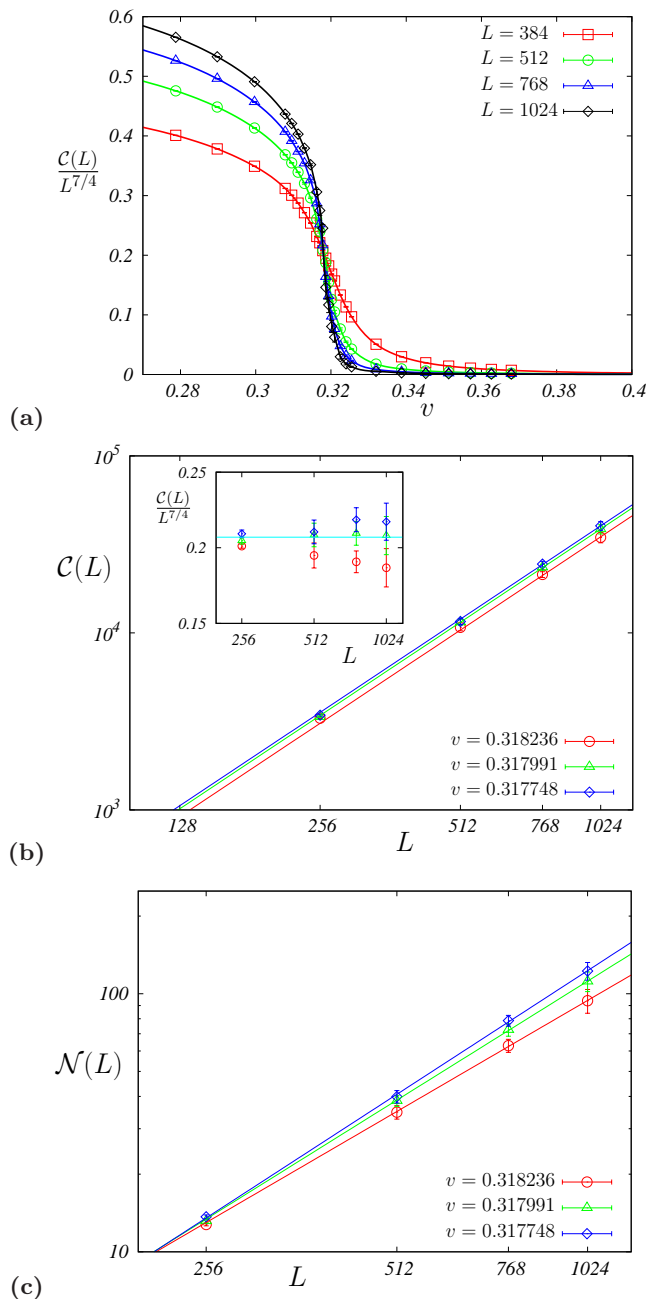 0.6
0.5
0.4
0.3
0.2
0.1
0
C(L)
L^{7/4}
L = 384
L = 512
L = 768
L = 1024
0.28 0.3 0.32 0.34 0.36 0.38 0.4
v
(a)
10^5
10^4
10^3
C(L)
0.25
0.2
0.15
C(L)
L^{7/4}
256 512 1024
L
v = 0.318236
v = 0.317991
v = 0.317748
128 256 512 768 1024
L
(b)
100
10
N(L)
v = 0.318236
v = 0.317991
v = 0.317748
256 512 768 1024
L
(c)